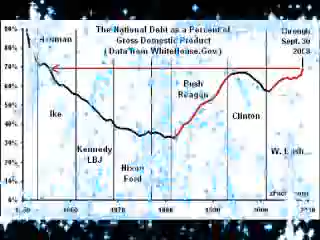 90%
The National Debt as a Percent of
Gross Domestic Product
(Data from WhiteHouse.Gov)
Through
Sept. 30
2008
80%
70%
60%
50%
40%
30%
20%
10%
0%
Bush
Reagan
Ike
Clinton
Kennedy
LBJ
Nixon
Ford
W.
1960
1970
1980
1990